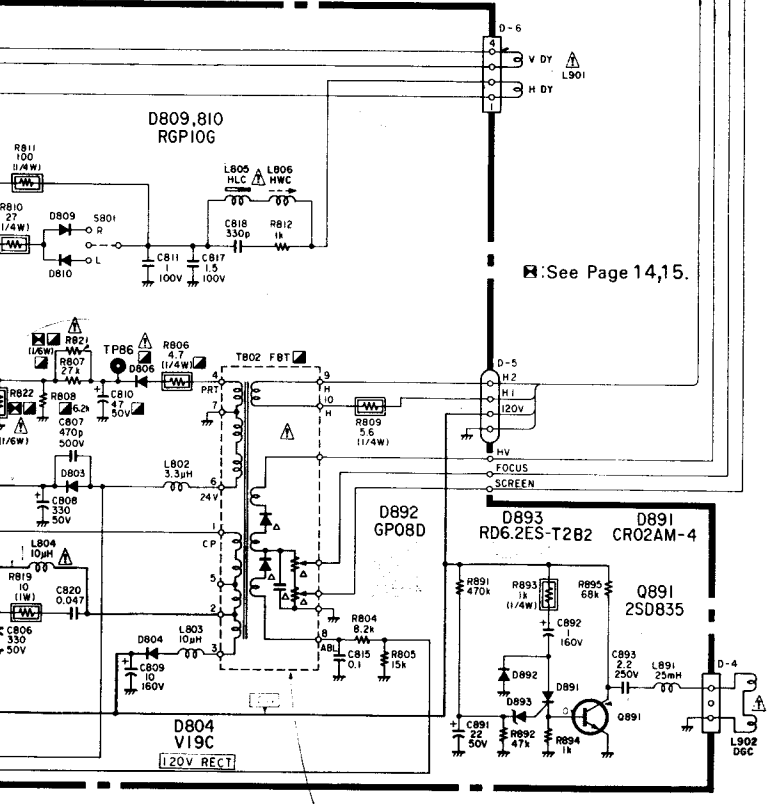 D-6
4
V DY
L901
H DY
1
D809,810
RGP10G
R811
100
(1/4W)
L805
HLC
L806
HWC
R810
27
1/4W)
D809
S801
R
L
D810
C818
330p
R812
1k
C811
1
100V
C817
1.5
100V
:See Page 14,15.
R821
(1/6W)
R807
27k
TP86
D806
R806
4.7
(1/4W)
T802 FBT
4
PRT
9
H
10
H
7
D-5
H2
H1
120V
R822
(1/6W)
R808
6.2k
C810
47
50V
C807
470p
500V
R809
5.6
(1/4W)
D803
L802
3.3μH
6
24V
HV
FOCUS
SCREEN
C808
330
50V
D892
GP08D
D893
RD6.2ES-T2B2
D891
CR02AM-4
1
CP
L804
10μH
R819
10
(1W)
C820
0.047
5
2
C806
330
50V
R891
470k
R893
1k
(1/4W)
R895
68k
Q891
2SD835
C892
1
160V
D804
L803
10μH
3
8
ABL
R804
8.2k
C815
0.1
R805
15k
C809
10
160V
D892
D891
D893
C893
2.2
250V
L891
25mH
D-4
Q891
C891
22
50V
R892
47k
R894
1k
L902
DGC
D804
V19C
120V RECT